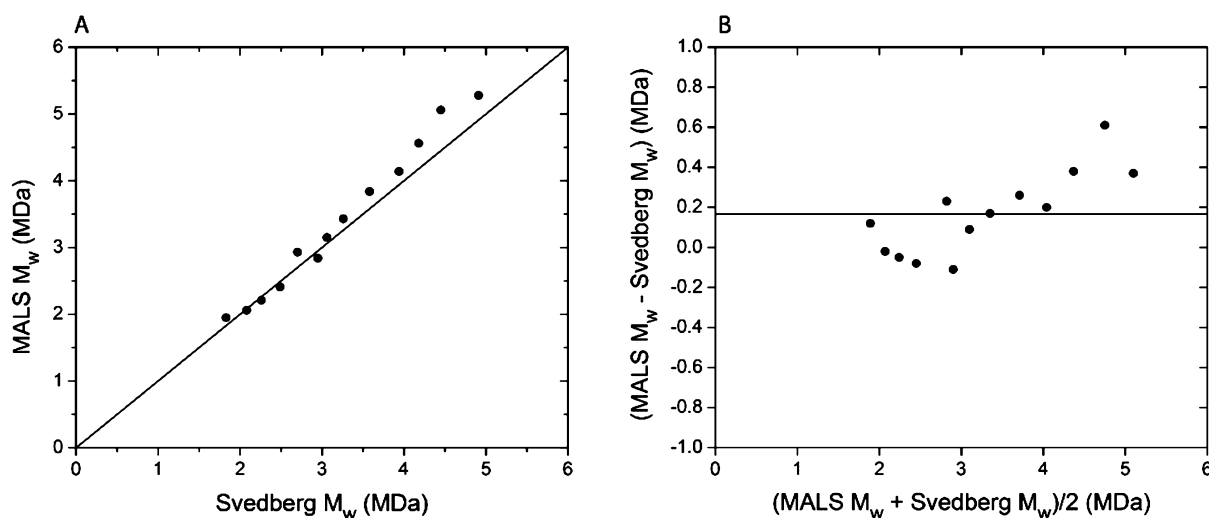 A
6
5
4
3
2
1
0
MALS Mw (MDa)
0 1 2 3 4 5 6
Svedberg Mw (MDa)
B
1.0
0.8
0.6
0.4
0.2
0.0
-0.2
-0.4
-0.6
-0.8
-1.0
(MALS Mw - Svedberg Mw) (MDa)
0 1 2 3 4 5 6
(MALS Mw + Svedberg Mw)/2 (MDa)